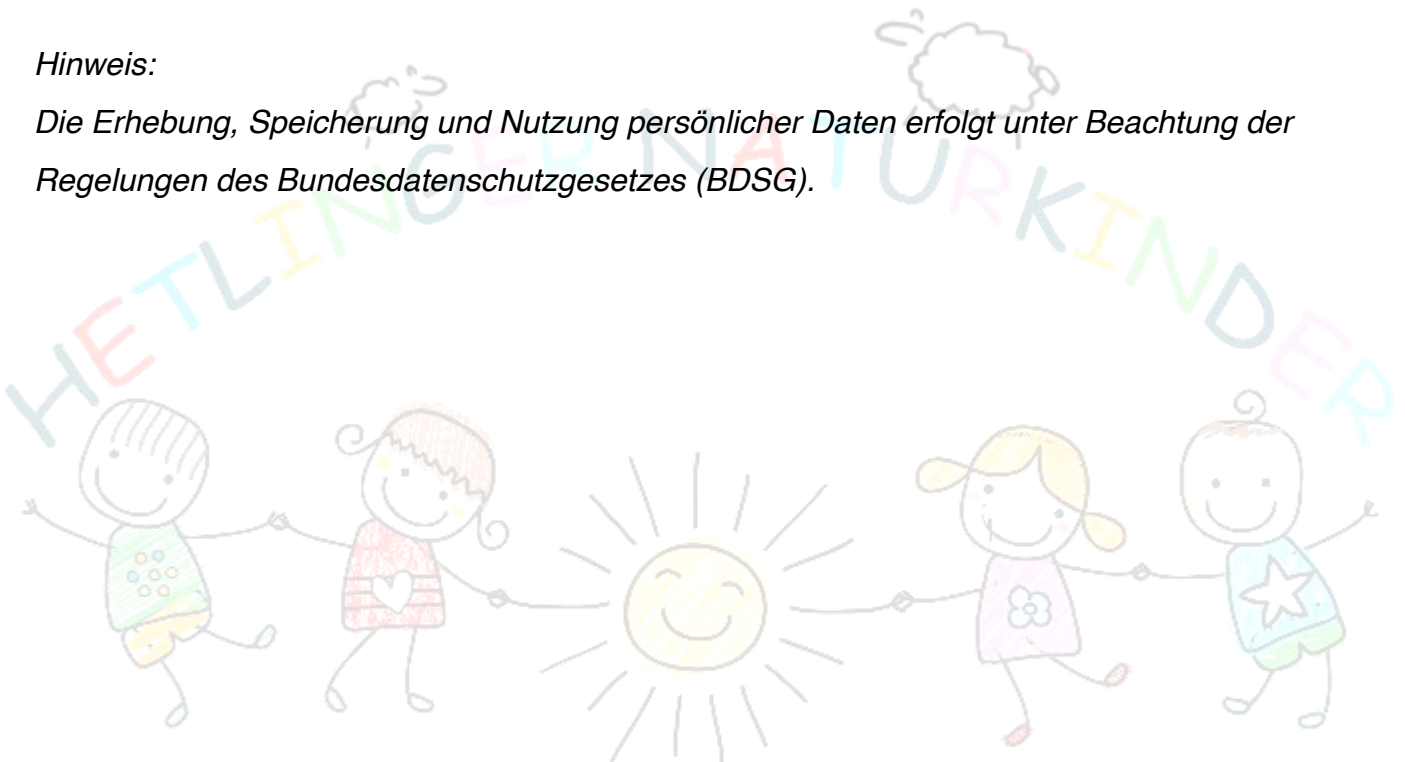 Hinweis:
Die Erhebung, Speicherung und Nutzung persönlicher Daten erfolgt unter Beachtung der
Regelungen des Bundesdatenschutzgesetzes (BDSG).
HETLINGER NATURKINDER